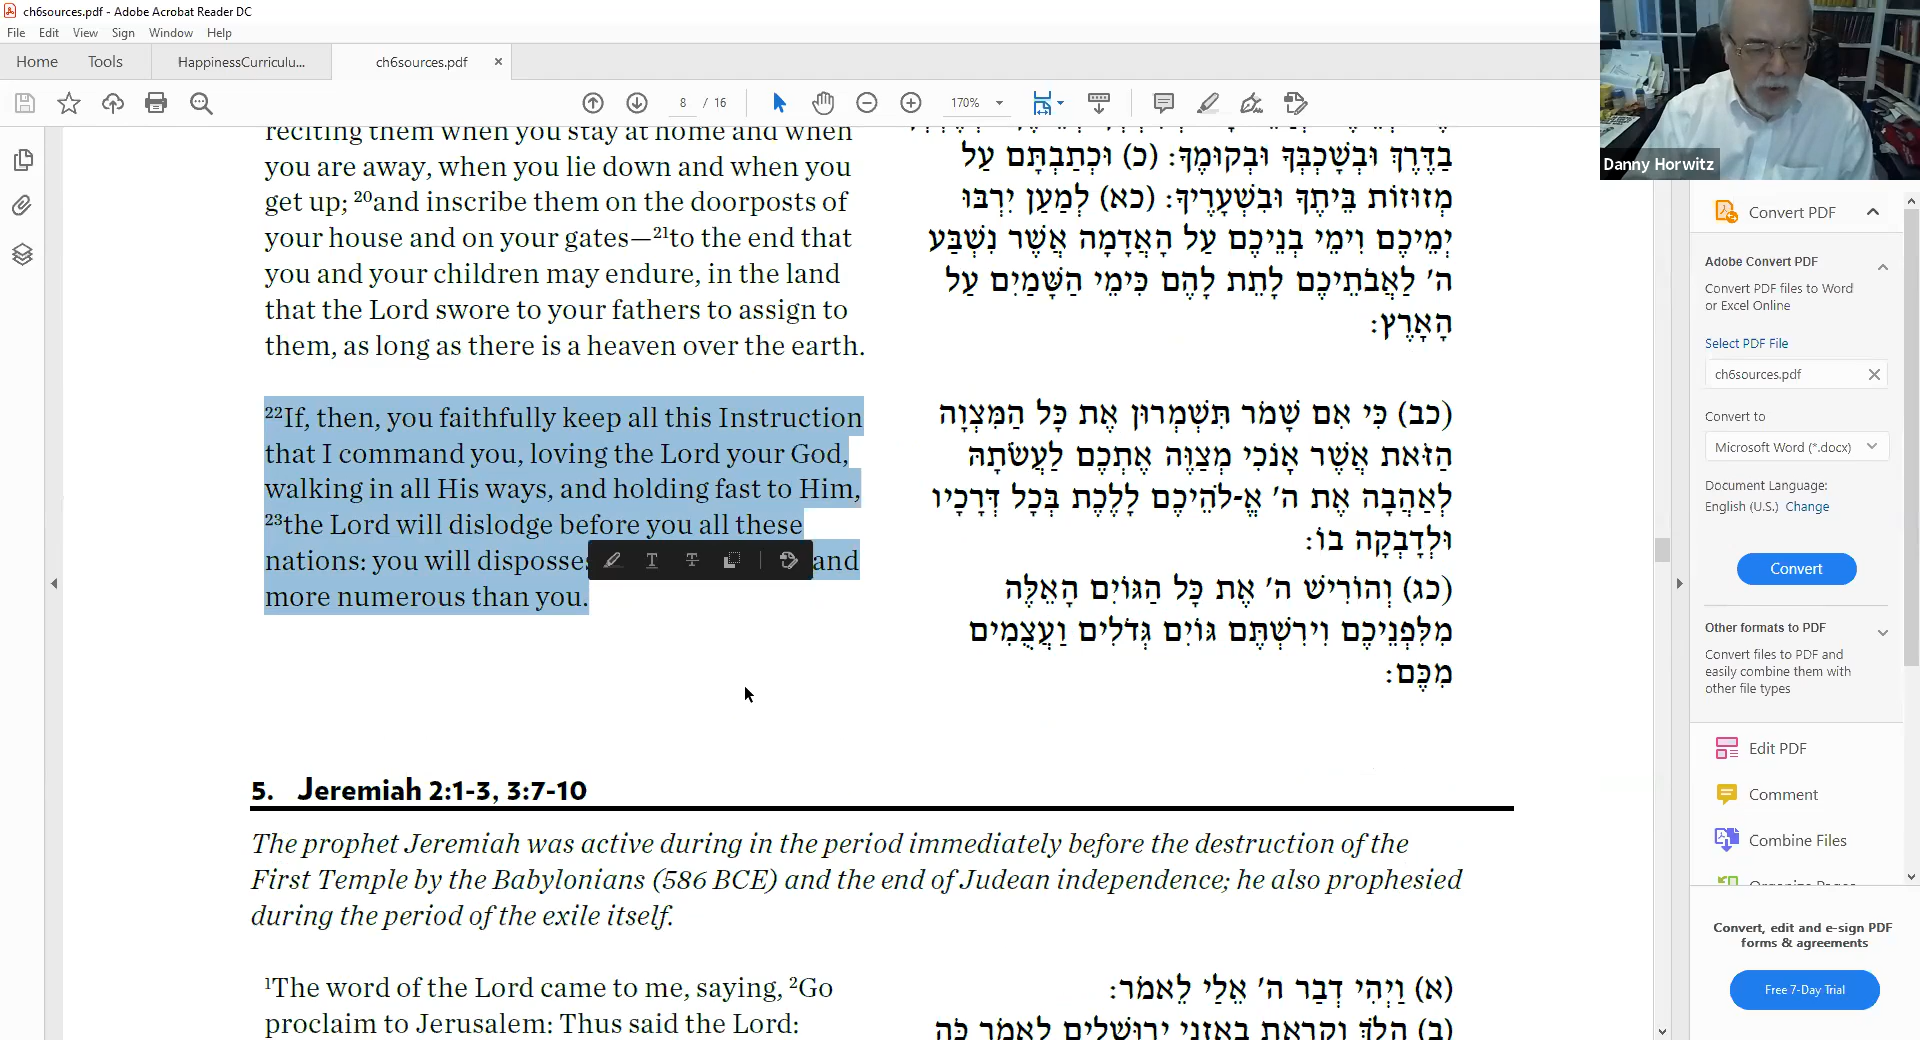 ch6sources.pdf - Adobe Acrobat Reader DC
File Edit View Sign Window Help
Home Tools HappinessCurriculu... ch6sources.pdf
8 / 16 170%
Danny Horwitz
reciting them when you stay at home and when
you are away, when you lie down and when you
get up; 20and inscribe them on the doorposts of
your house and on your gates—21to the end that
you and your children may endure, in the land
that the Lord swore to your fathers to assign to
them, as long as there is a heaven over the earth.
בַּדֶּרֶךְ וּבְשָׁכְבְּךָ וּבְקוּמֶךָ: (כ) וּכְתַבְתָּם עַל
מְזוּזוֹת בֵּיתֶךָ וּבִשְׁעָרֶיךָ: (כא) לְמַעַן יִרְבּוּ
יְמֵיכֶם וִימֵי בְנֵיכֶם עַל הָאֲדָמָה אֲשֶׁר נִשְׁבַּע
ה' לַאֲבֹתֵיכֶם לָתֵת לָהֶם כִּימֵי הַשָּׁמַיִם עַל
הָאָרֶץ:
22If, then, you faithfully keep all this Instruction
that I command you, loving the Lord your God,
walking in all His ways, and holding fast to Him,
23the Lord will dislodge before you all these
nations: you will and
more numerous than you.
(כב) כִּי אִם שָׁמֹר תִּשְׁמְרוּן אֶת כָּל הַמִּצְוָה
הַזֹּאת אֲשֶׁר אָנֹכִי מְצַוֶּה אֶתְכֶם לַעֲשֹׂתָהּ
לְאַהֲבָה אֶת ה' אֱ-לֹהֵיכֶם לָלֶכֶת בְּכָל דְּרָכָיו
וּלְדָבְקָה בוֹ:
(כג) וְהוֹרִישׁ ה' אֶת כָּל הַגּוֹיִם הָאֵלֶּה
מִלִּפְנֵיכֶם וִירִשְׁתֶּם גּוֹיִם גְּדֹלִים וַעֲצֻמִים
מִכֶּם:
5. Jeremiah 2:1-3, 3:7-10
The prophet Jeremiah was active during in the period immediately before the destruction of the
First Temple by the Babylonians (586 BCE) and the end of Judean independence; he also prophesied
during the period of the exile itself.
1The word of the Lord came to me, saying, 2Go
proclaim to Jerusalem: Thus said the Lord:
(א) וַיְהִי דְבַר ה' אֵלַי לֵאמֹר:
(ב) הָלֹךְ וְקָרָאתָ בְאָזְנֵי יְרוּשָׁלִַם לֵאמֹר כֹּה
Convert PDF
Adobe Convert PDF
Convert PDF files to Word
or Excel Online
Select PDF File
ch6sources.pdf
Convert to
Microsoft Word (*.docx)
Document Language:
English (U.S.) Change
Convert
Other formats to PDF
Convert files to PDF and
easily combine them with
other file types
Edit PDF
Comment
Combine Files
Organize Pages
Convert, edit and e-sign PDF
forms & agreements
Free 7-Day Trial